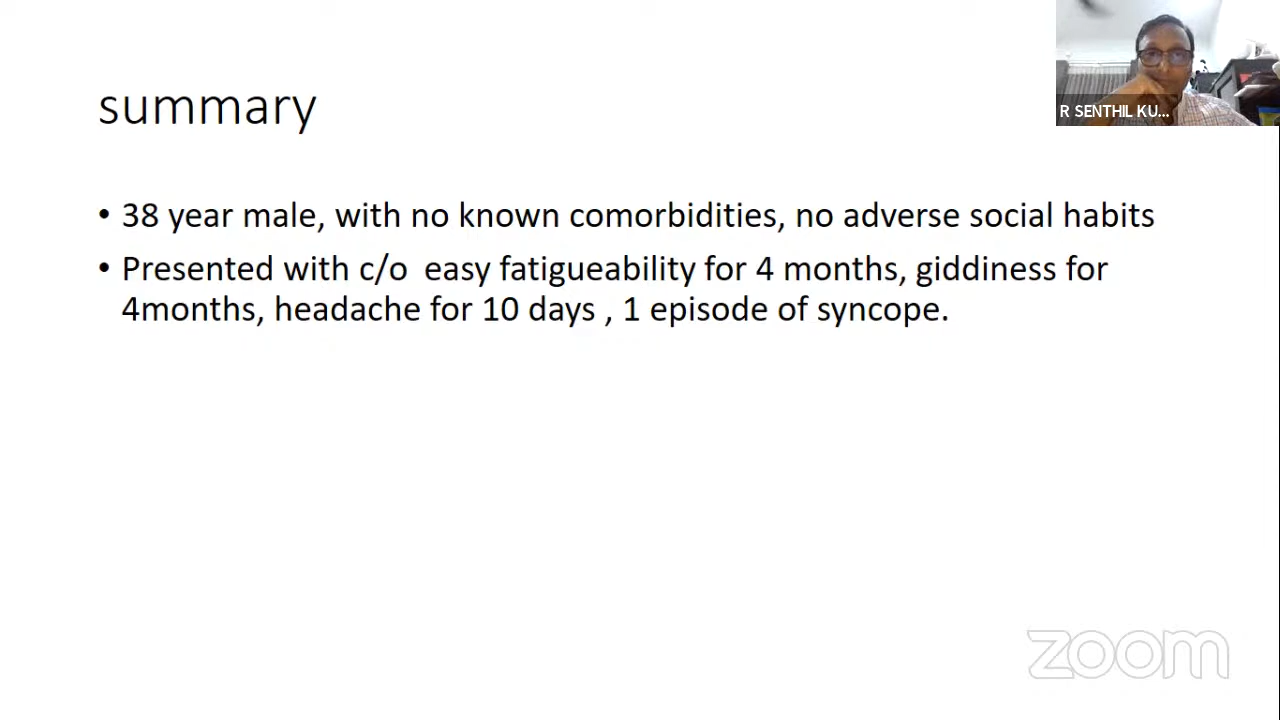 summary
R SENTHIL KU...
• 38 year male, with no known comorbidities, no adverse social habits
• Presented with c/o  easy fatigueability for 4 months, giddiness for
4months, headache for 10 days , 1 episode of syncope.
zoom